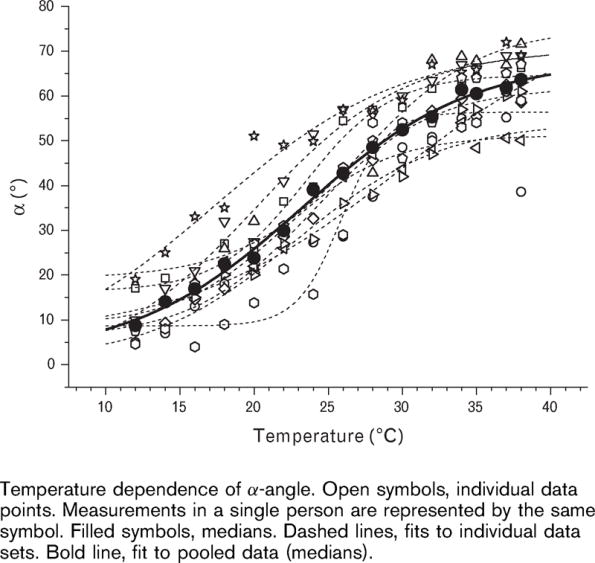 80
70
60
50
40
30
20
10
0
α (°)
10 15 20 25 30 35 40
Temperature (°C)
Temperature dependence of α-angle. Open symbols, individual data
points. Measurements in a single person are represented by the same
symbol. Filled symbols, medians. Dashed lines, fits to individual data
sets. Bold line, fit to pooled data (medians).